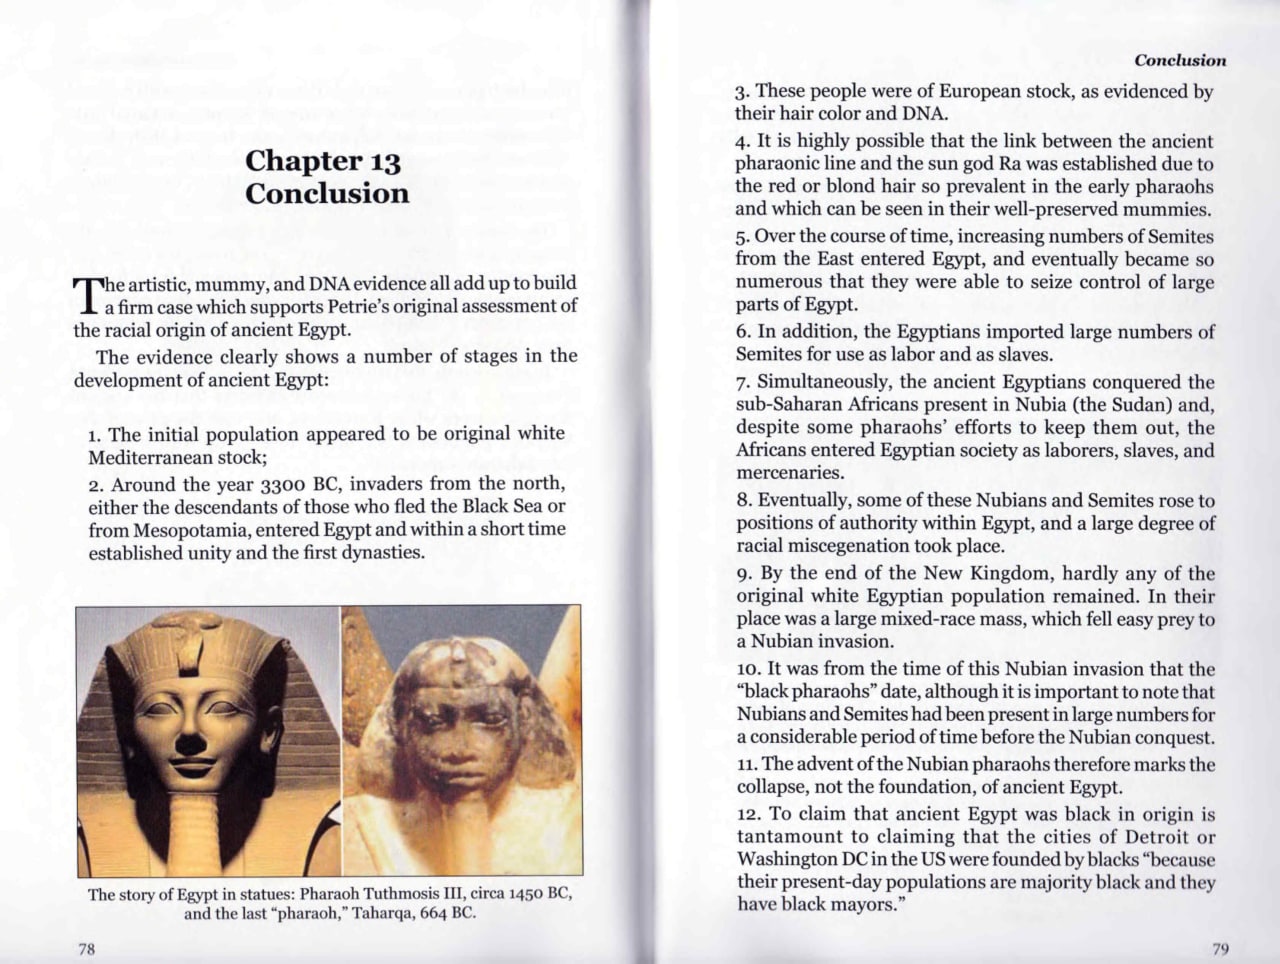 Chapter 13
Conclusion
The artistic, mummy, and DNA evidence all add up to build
a firm case which supports Petrie's original assessment of
the racial origin of ancient Egypt.
The evidence clearly shows a number of stages in the
development of ancient Egypt:
1. The initial population appeared to be original white
Mediterranean stock;
2. Around the year 3300 BC, invaders from the north,
either the descendants of those who fled the Black Sea or
from Mesopotamia, entered Egypt and within a short time
established unity and the first dynasties.
The story of Egypt in statues: Pharaoh Tuthmosis III, circa 1450 BC,
and the last “pharaoh,” Taharqa, 664 BC.
78
Conclusion
3. These people were of European stock, as evidenced by
their hair color and DNA.
4. It is highly possible that the link between the ancient
pharaonic line and the sun god Ra was established due to
the red or blond hair so prevalent in the early pharaohs
and which can be seen in their well-preserved mummies.
5. Over the course of time, increasing numbers of Semites
from the East entered Egypt, and eventually became so
numerous that they were able to seize control of large
parts of Egypt.
6. In addition, the Egyptians imported large numbers of
Semites for use as labor and as slaves.
7. Simultaneously, the ancient Egyptians conquered the
sub-Saharan Africans present in Nubia (the Sudan) and,
despite some pharaohs’ efforts to keep them out, the
Africans entered Egyptian society as laborers, slaves, and
mercenaries.
8. Eventually, some of these Nubians and Semites rose to
positions of authority within Egypt, and a large degree of
racial miscegenation took place.
9. By the end of the New Kingdom, hardly any of the
original white Egyptian population remained. In their
place was a large mixed-race mass, which fell easy prey to
a Nubian invasion.
10. It was from the time of this Nubian invasion that the
“black pharaohs” date, although it is important to note that
Nubians and Semites had been present in large numbers for
a considerable period of time before the Nubian conquest.
11. The advent of the Nubian pharaohs therefore marks the
collapse, not the foundation, of ancient Egypt.
12. To claim that ancient Egypt was black in origin is
tantamount to claiming that the cities of Detroit or
Washington DC in the US were founded by blacks “because
their present-day populations are majority black and they
have black mayors.”
79